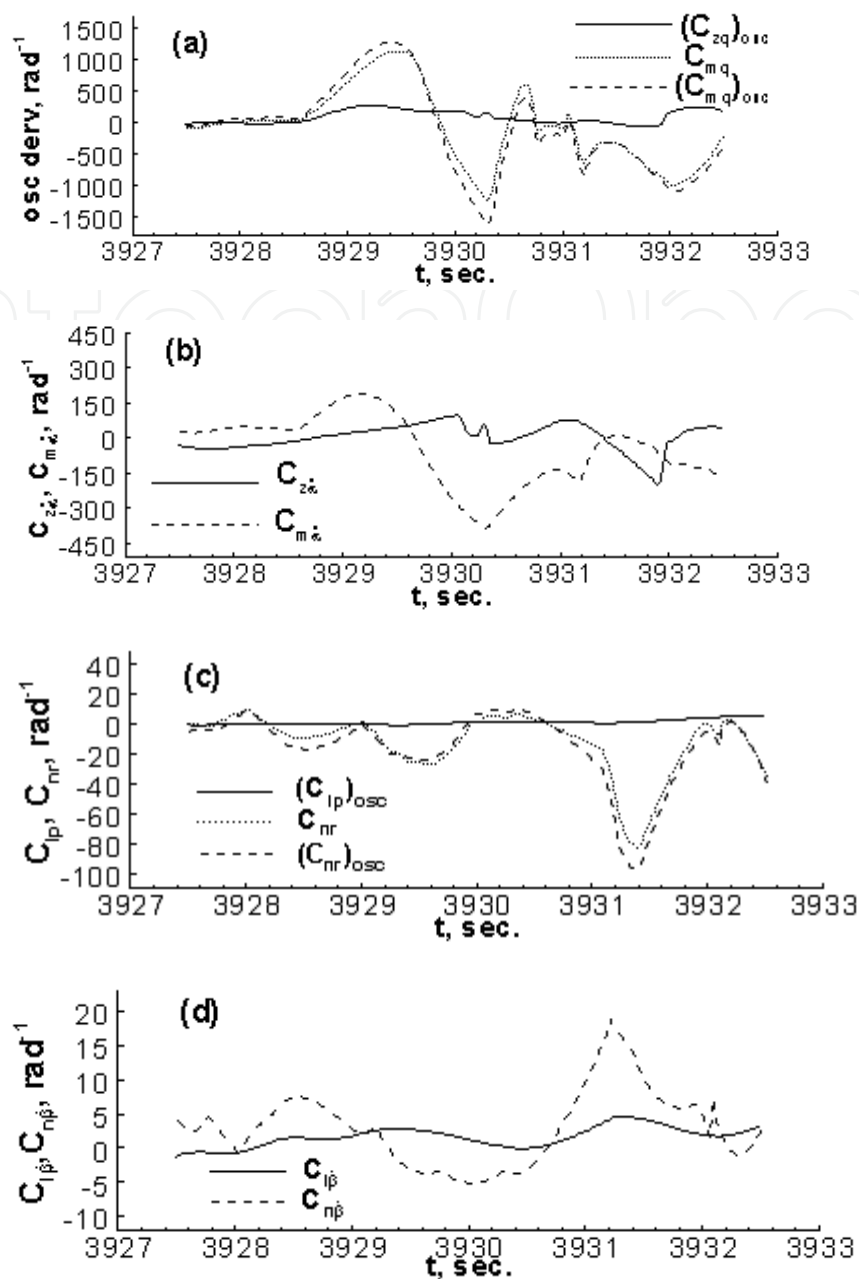 (a)
(C_zq)_osc
C_mq
(C_mq)_osc
osc derv, rad^-1
1500
1000
500
0
-500
-1000
-1500
3927 3928 3929 3930 3931 3932 3933
t, sec.
(b)
C_zα̇, C_mα̇, rad^-1
450
300
150
0
-150
-300
-450
C_zα̇
C_mα̇
3927 3928 3929 3930 3931 3932 3933
t, sec.
(c)
C_lp, C_nr, rad^-1
40
20
0
-20
-40
-60
-80
-100
(C_lp)_osc
C_nr
(C_nr)_osc
3927 3928 3929 3930 3931 3932 3933
t, sec.
(d)
C_lβ̇, C_nβ̇, rad^-1
20
15
10
5
0
-5
-10
C_lβ̇
C_nβ̇
3927 3928 3929 3930 3931 3932 3933
t, sec.